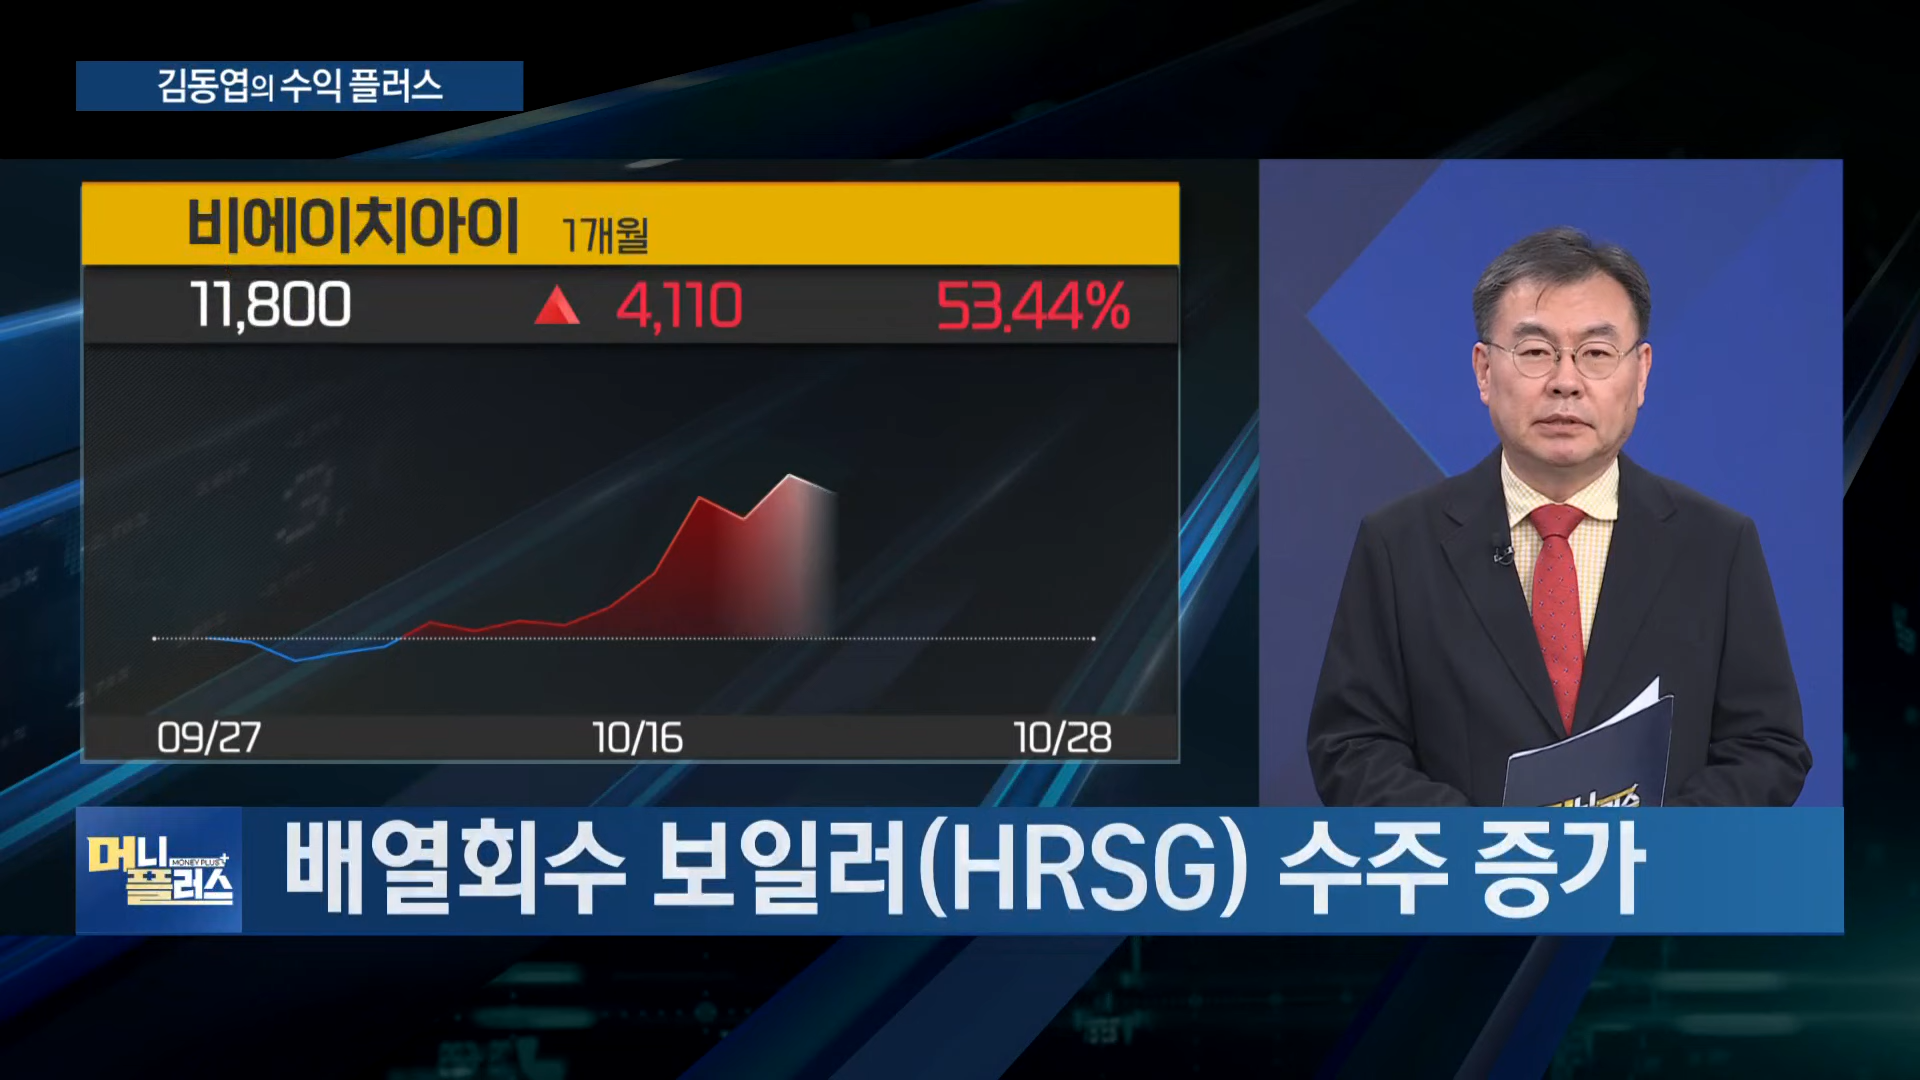 김동엽의 수익 플러스
비에이치아이 1개월
11,800 ▲ 4,110 53.44%
09/27 10/16 10/28
머니
MONEY PLUS+
플러스
배열회수 보일러(HRSG) 수주 증가